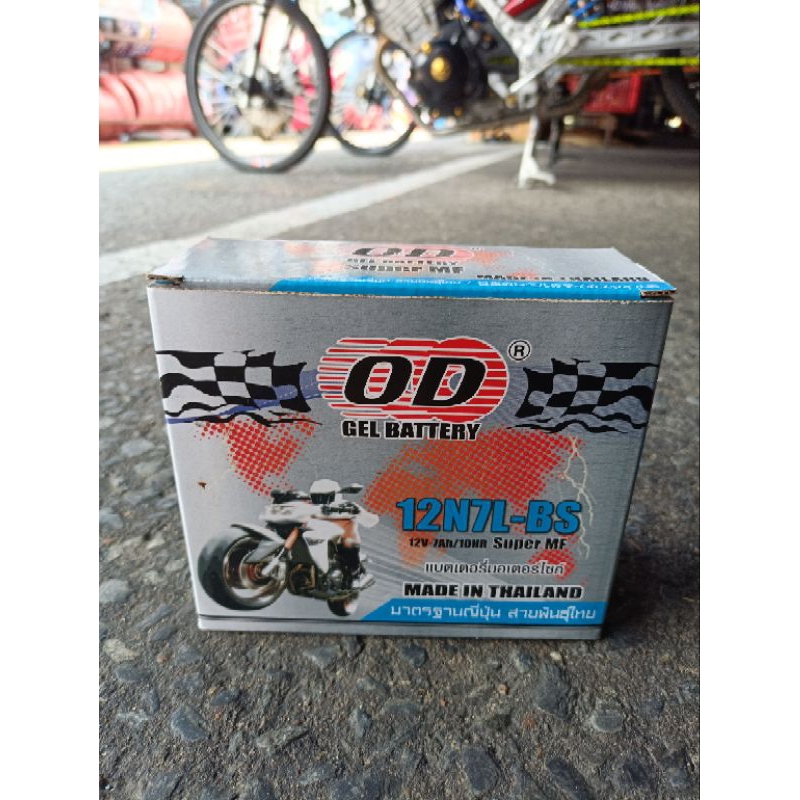 OD ®
GEL BATTERY
Super MF
MADE IN THAILAND
OD ®
GEL BATTERY
12N7L-BS
12V-7Ah/10HR Super MF
แบตเตอรี่มอเตอร์ไซค์
MADE IN THAILAND
มาตรฐานญี่ปุ่น สายพันธุ์ไทย